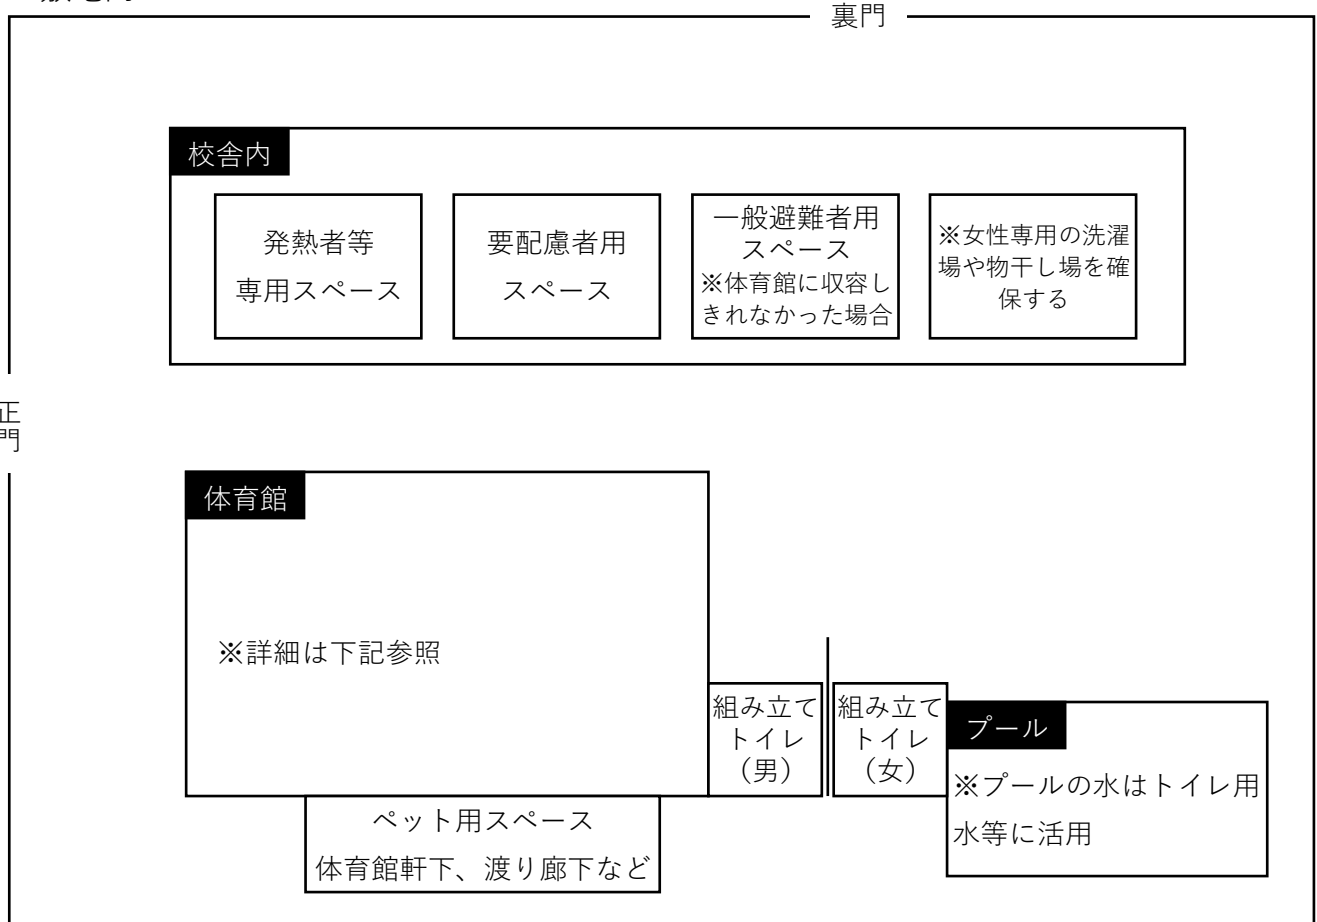 裏門
校舎内
発熱者等
専用スペース
要配慮者用
スペース
一般避難者用
スペース
※体育館に収容し
きれなかった場合
※女性専用の洗濯
場や物干し場を確
保する
正門
体育館
※詳細は下記参照
組み立て
トイレ
（男）
組み立て
トイレ
（女）
プール
※プールの水はトイレ用
水等に活用
ペット用スペース
体育館軒下、渡り廊下など